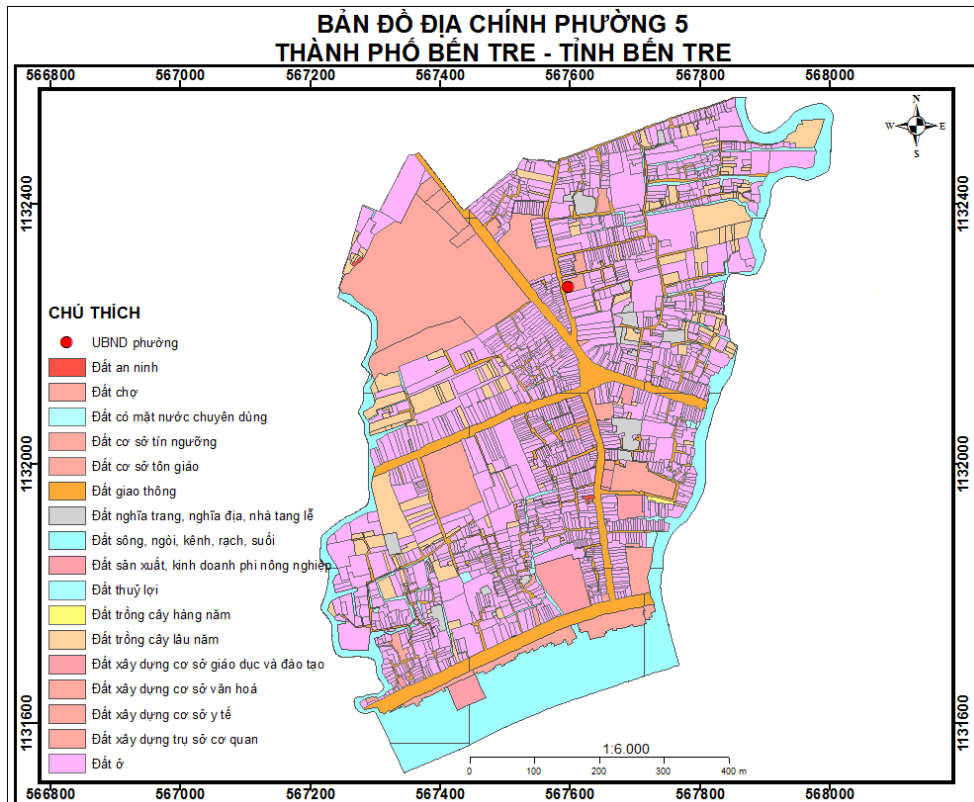 BẢN ĐỒ ĐỊA CHÍNH PHƯỜNG 5
THÀNH PHỐ BẾN TRE - TỈNH BẾN TRE
566800 567000 567200 567400 567600 567800 568000
N
W E
S
1132400 1132400
CHÚ THÍCH
UBND phường
Đất an ninh
Đất chợ
Đất có mặt nước chuyên dùng
Đất cơ sở tín ngưỡng
1132000 1132000
Đất cơ sở tôn giáo
Đất giao thông
Đất nghĩa trang, nghĩa địa, nhà tang lễ
Đất sông, ngòi, kênh, rạch, suối
Đất sản xuất, kinh doanh phi nông nghiệp
Đất thuỷ lợi
Đất trồng cây hàng năm
Đất trồng cây lâu năm
Đất xây dựng cơ sở giáo dục và đào tạo
Đất xây dựng cơ sở văn hoá
Đất xây dựng cơ sở y tế
1131600 1131600
Đất xây dựng trụ sở cơ quan
Đất ở
1:6.000
0 100 200 300 400 m
566800 567000 567200 567400 567600 567800 568000